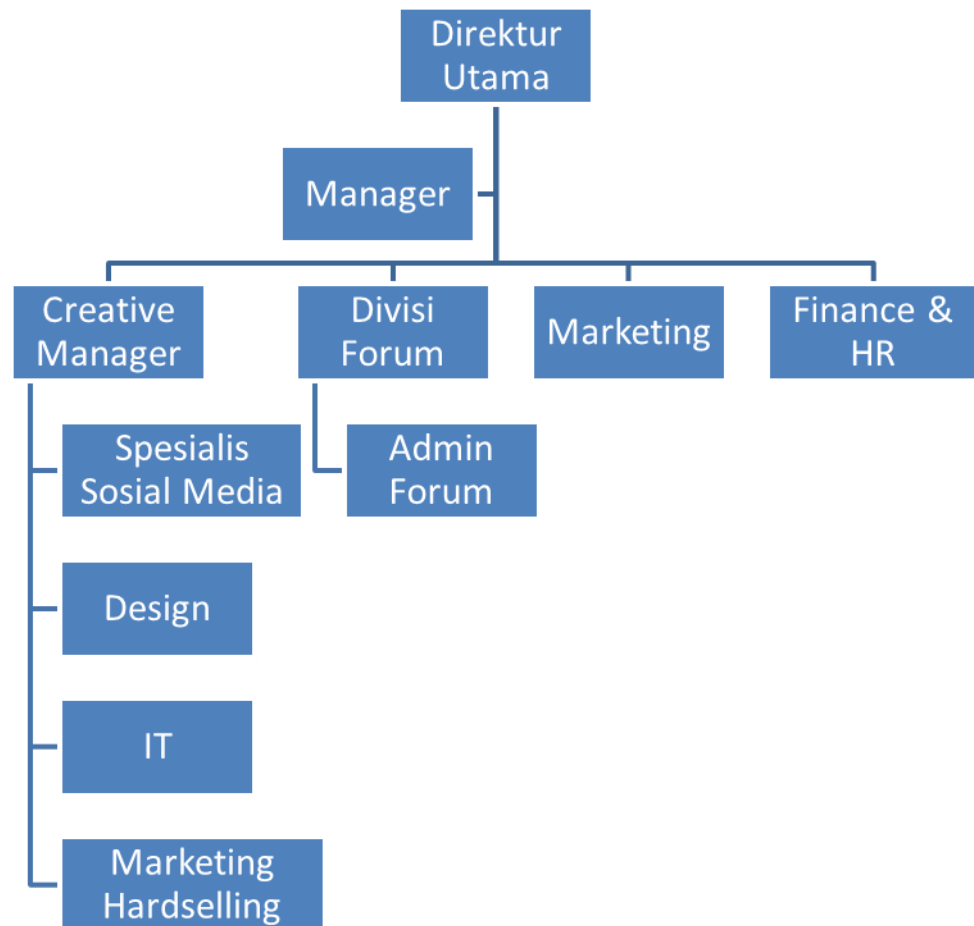 Direktur
Utama
Manager
Creative
Manager
Divisi
Forum
Marketing
Finance &
HR
Spesialis
Sosial Media
Admin
Forum
Design
IT
Marketing
Hardselling